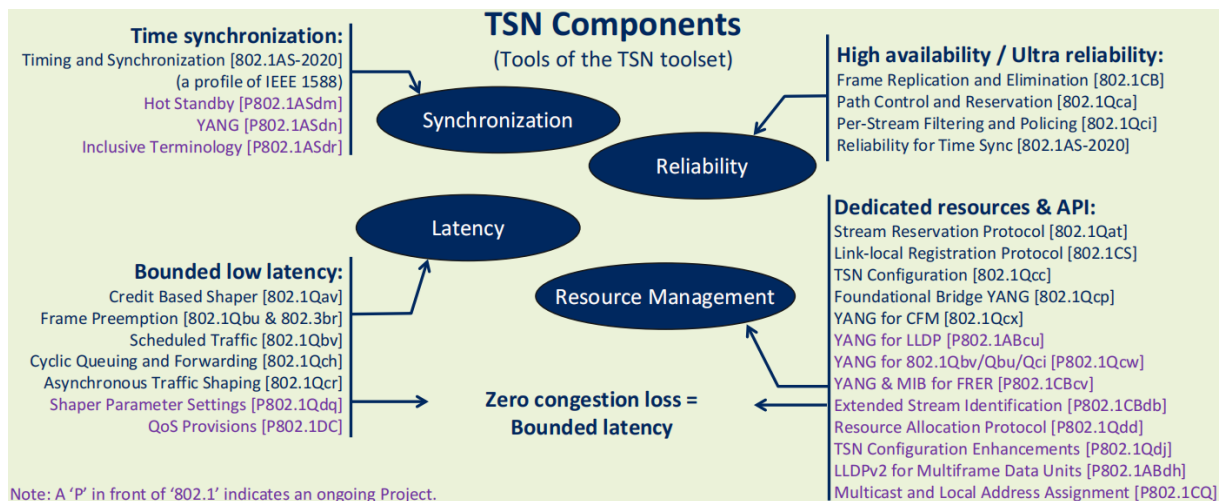 TSN Components
(Tools of the TSN toolset)
Time synchronization:
Timing and Synchronization [802.1AS-2020]
(a profile of IEEE 1588)
Hot Standby [P802.1ASdm]
YANG [P802.1ASdn]
Inclusive Terminology [P802.1ASdr]
Synchronization
High availability / Ultra reliability:
Frame Replication and Elimination [802.1CB]
Path Control and Reservation [802.1Qca]
Per-Stream Filtering and Policing [802.1Qci]
Reliability for Time Sync [802.1AS-2020]
Reliability
Latency
Bounded low latency:
Credit Based Shaper [802.1Qav]
Frame Preemption [802.1Qbu & 802.3br]
Scheduled Traffic [802.1Qbv]
Cyclic Queuing and Forwarding [802.1Qch]
Asynchronous Traffic Shaping [802.1Qcr]
Shaper Parameter Settings [P802.1Qdq]
QoS Provisions [P802.1DC]
Resource Management
Dedicated resources & API:
Stream Reservation Protocol [802.1Qat]
Link-local Registration Protocol [802.1CS]
TSN Configuration [802.1Qcc]
Foundational Bridge YANG [802.1Qcp]
YANG for CFM [802.1Qcx]
YANG for LLDP [P802.1ABcu]
YANG for 802.1Qbv/Qbu/Qci [P802.1Qcw]
YANG & MIB for FRER [P802.1CBcv]
Extended Stream Identification [P802.1CBdb]
Resource Allocation Protocol [P802.1Qdd]
TSN Configuration Enhancements [P802.1Qdj]
LLDPv2 for Multiframe Data Units [P802.1ABdh]
Multicast and Local Address Assignment [P802.1CQ]
Zero congestion loss =
Bounded latency
Note: A ‘P’ in front of ‘802.1’ indicates an ongoing Project.